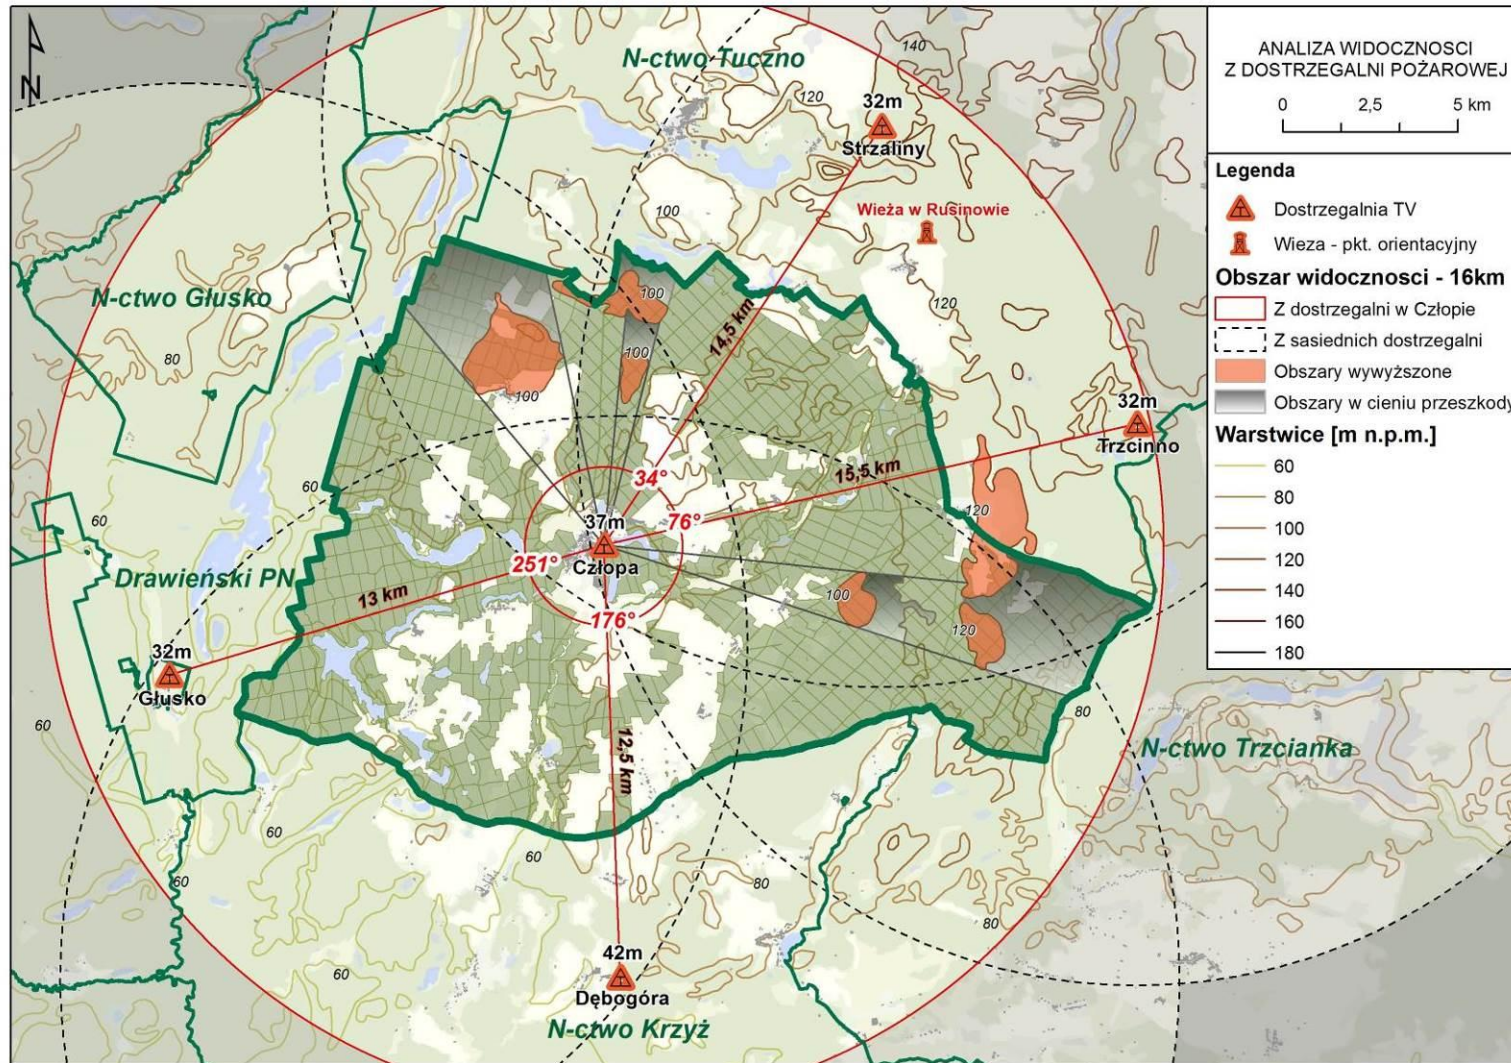 ANALIZA WIDOCZNOSCI
Z DOSTRZEGALNI POŻAROWEJ
0 2,5 5 km
Legenda
Dostrzegalnia TV
Wieza - pkt. orientacyjny
Obszar widocznosci - 16km
Z dostrzegalni w Człopie
Z sasiednich dostrzegalni
Obszary wywyższone
Obszary w cieniu przeszkody
Warstwice [m n.p.m.]
60
80
100
120
140
160
180
N
N-ctwo Tuczno
140
120
32m
Strzaliny
100
Wieża w Rusinowie
80
N-ctwo Głusko
120
100
14,5 km
100
80
100
32m
Trzcinno
15,5 km
34°
60
60
120
76°
37m
Człopa
251°
Drawieński PN
13 km
100
176°
120
32m
Głusko
60
80
12,5 km
N-ctwo Trzcianka
60
60
60
80
80
60
42m
Dębogóra
N-ctwo Krzyż